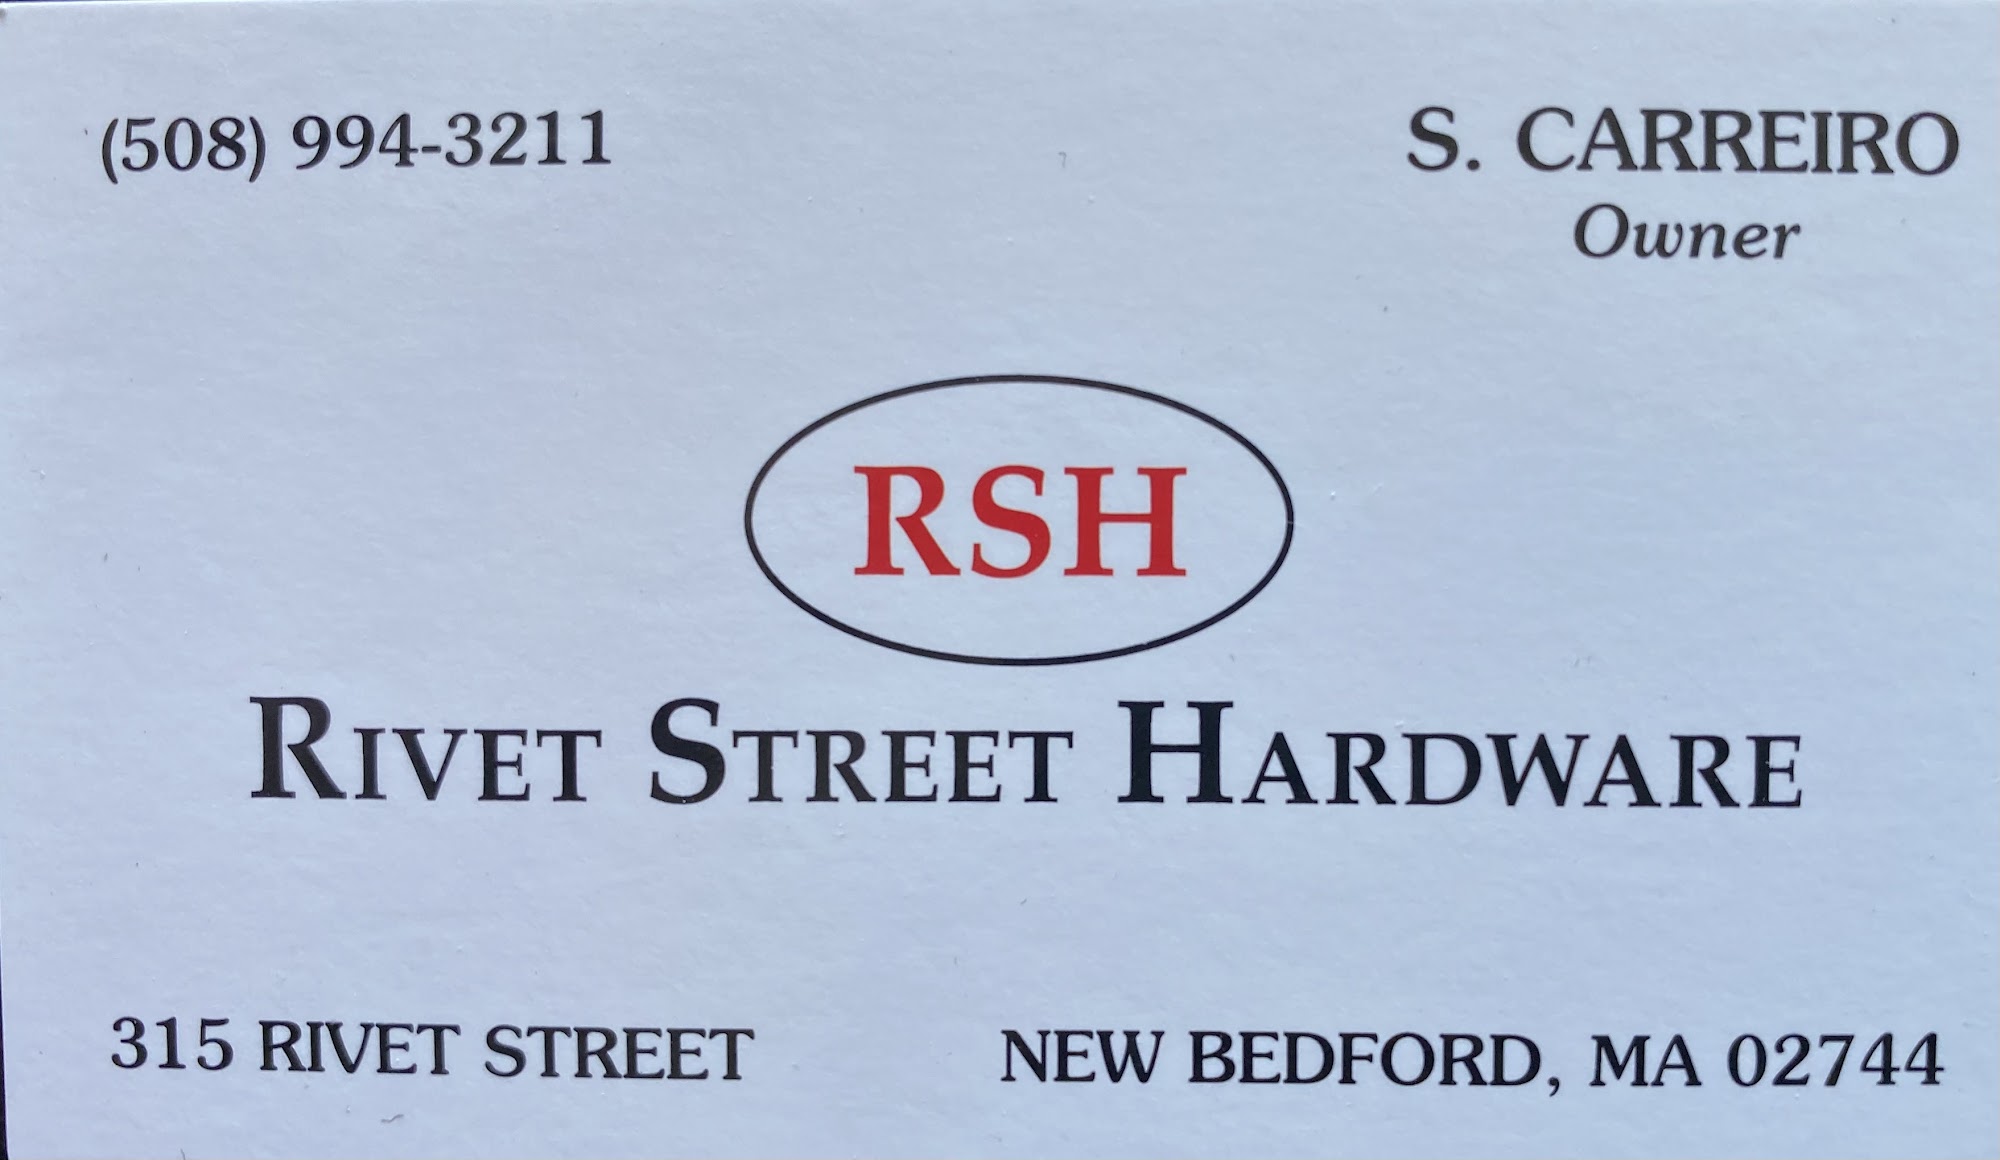 (508) 994-3211
S. CARREIRO
Owner
RSH
RIVET STREET HARDWARE
315 RIVET STREET
NEW BEDFORD, MA 02744